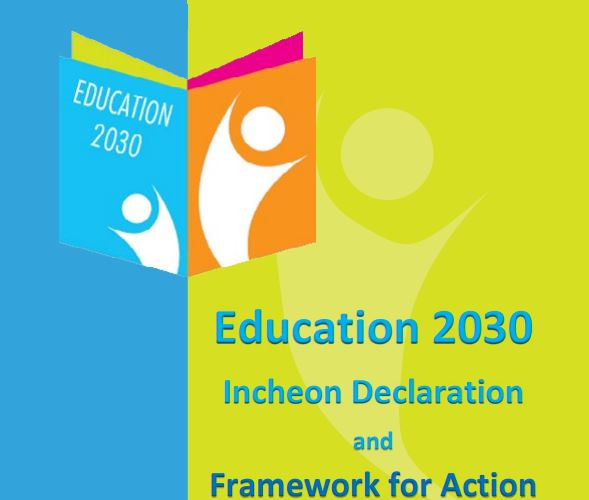 EDUCATION
2030
Education 2030
Incheon Declaration
and
Framework for Action